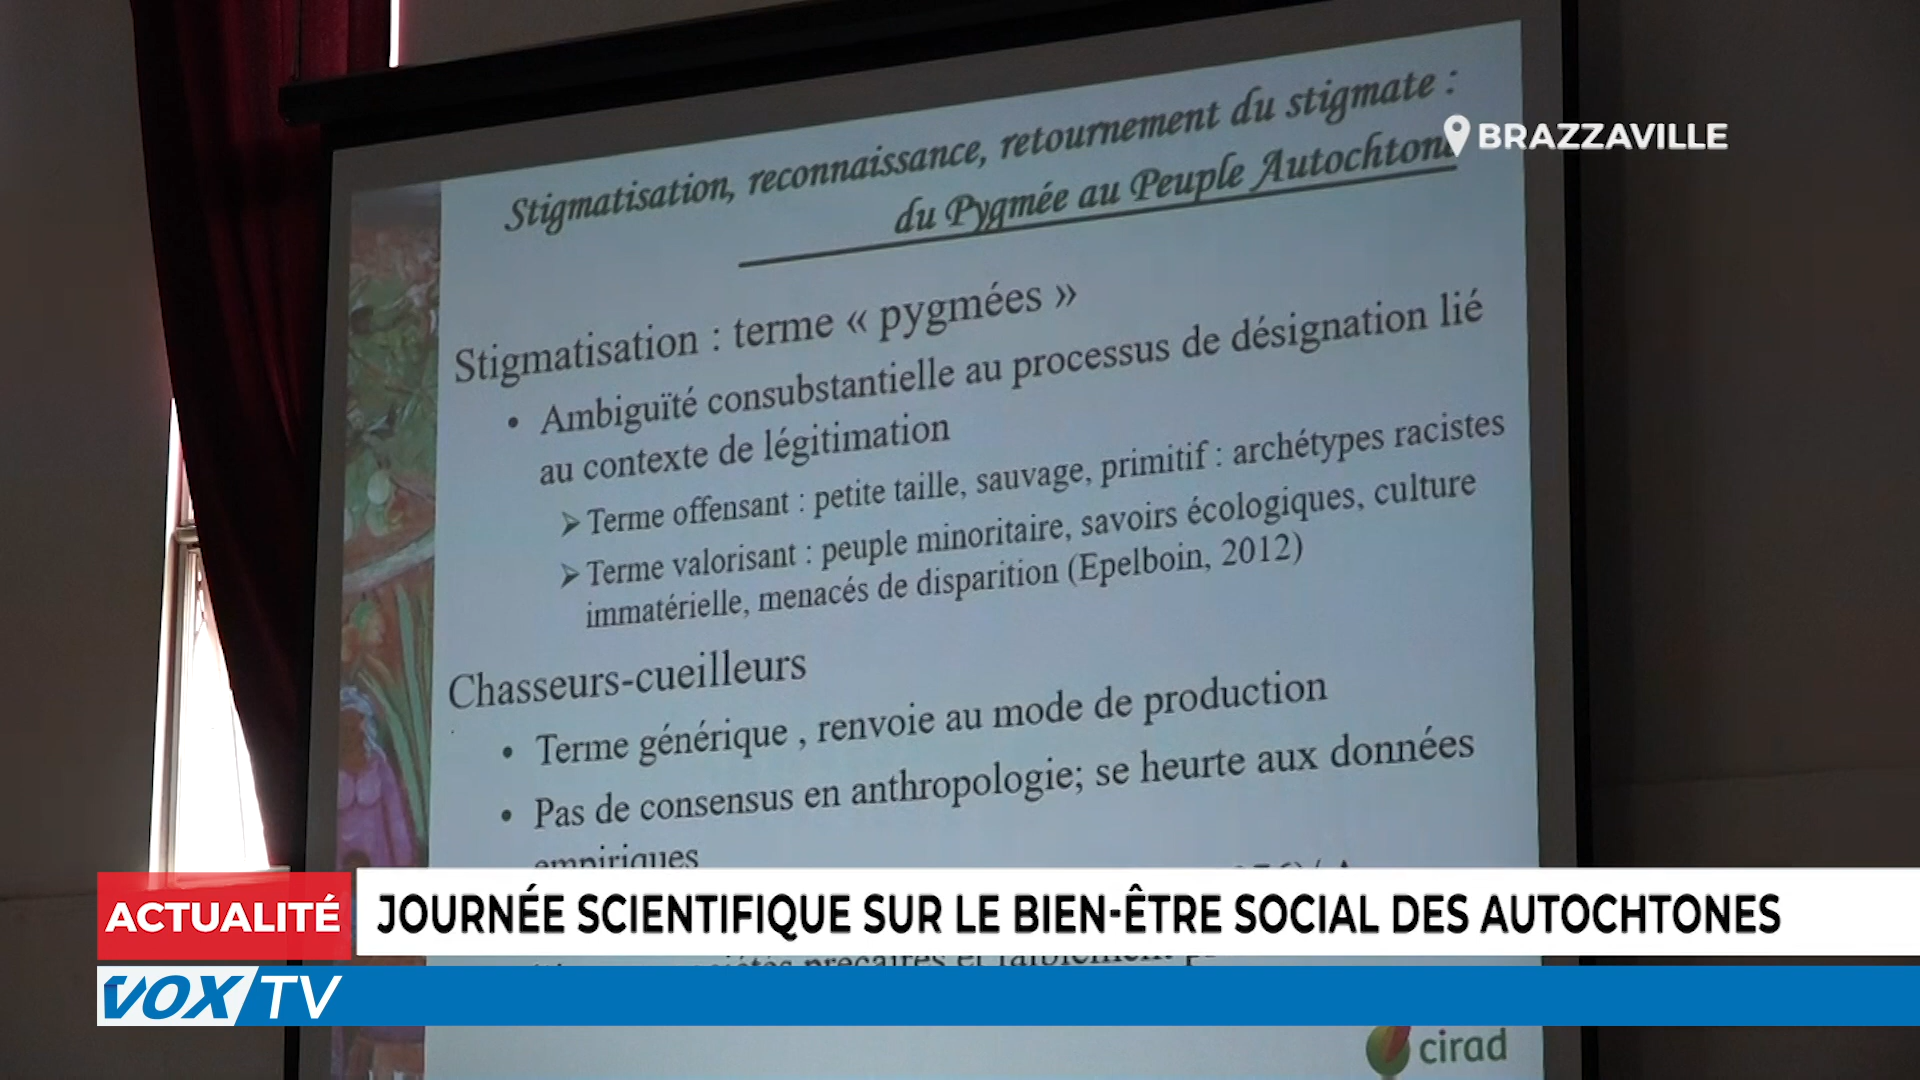 Stigmatisation, reconnaissance, retournement du stigmate :
du Pygmée au Peuple Autochtone
BRAZZAVILLE
Stigmatisation : terme « pygmées »
• Ambiguïté consubstantielle au processus de désignation lié
au contexte de légitimation
➢ Terme offensant : petite taille, sauvage, primitif : archétypes racistes
➢ Terme valorisant : peuple minoritaire, savoirs écologiques, culture
immatérielle, menacés de disparition (Epelboin, 2012)
Chasseurs-cueilleurs
• Terme générique , renvoie au mode de production
• Pas de consensus en anthropologie; se heurte aux données
empiriques
ACTUALITÉ
JOURNÉE SCIENTIFIQUE SUR LE BIEN-ÊTRE SOCIAL DES AUTOCHTONES
précaires et faiblement
VOX TV
cirad